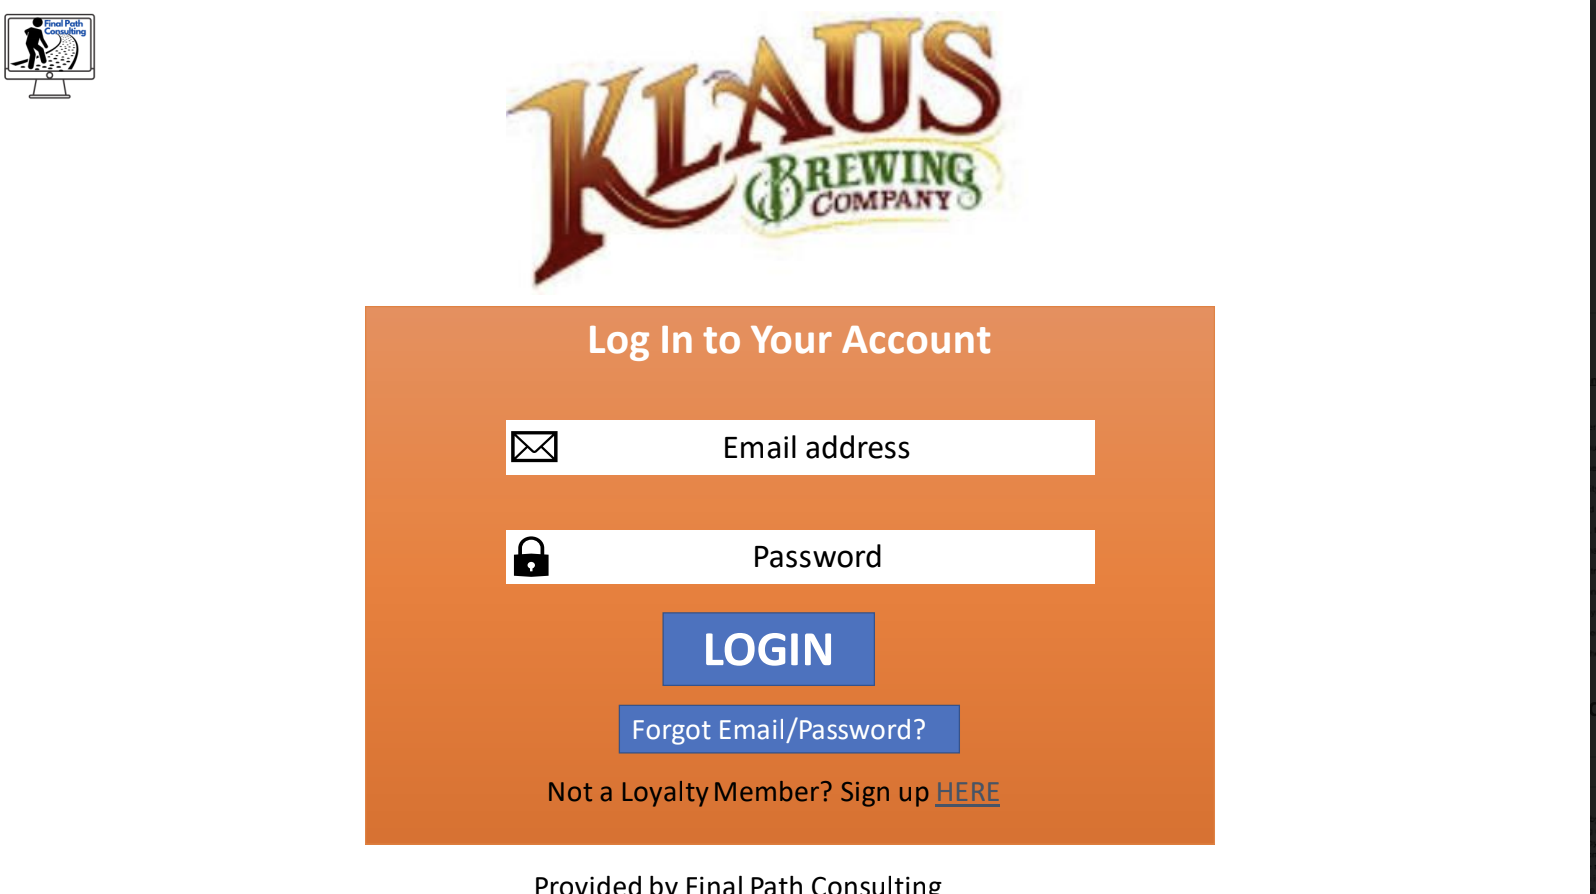 Final Path
Consulting
KLAUS
BREWING
COMPANY
Log In to Your Account
Email address
Password
LOGIN
Forgot Email/Password?
Not a Loyalty Member? Sign up HERE
Provided by Final Path Consulting